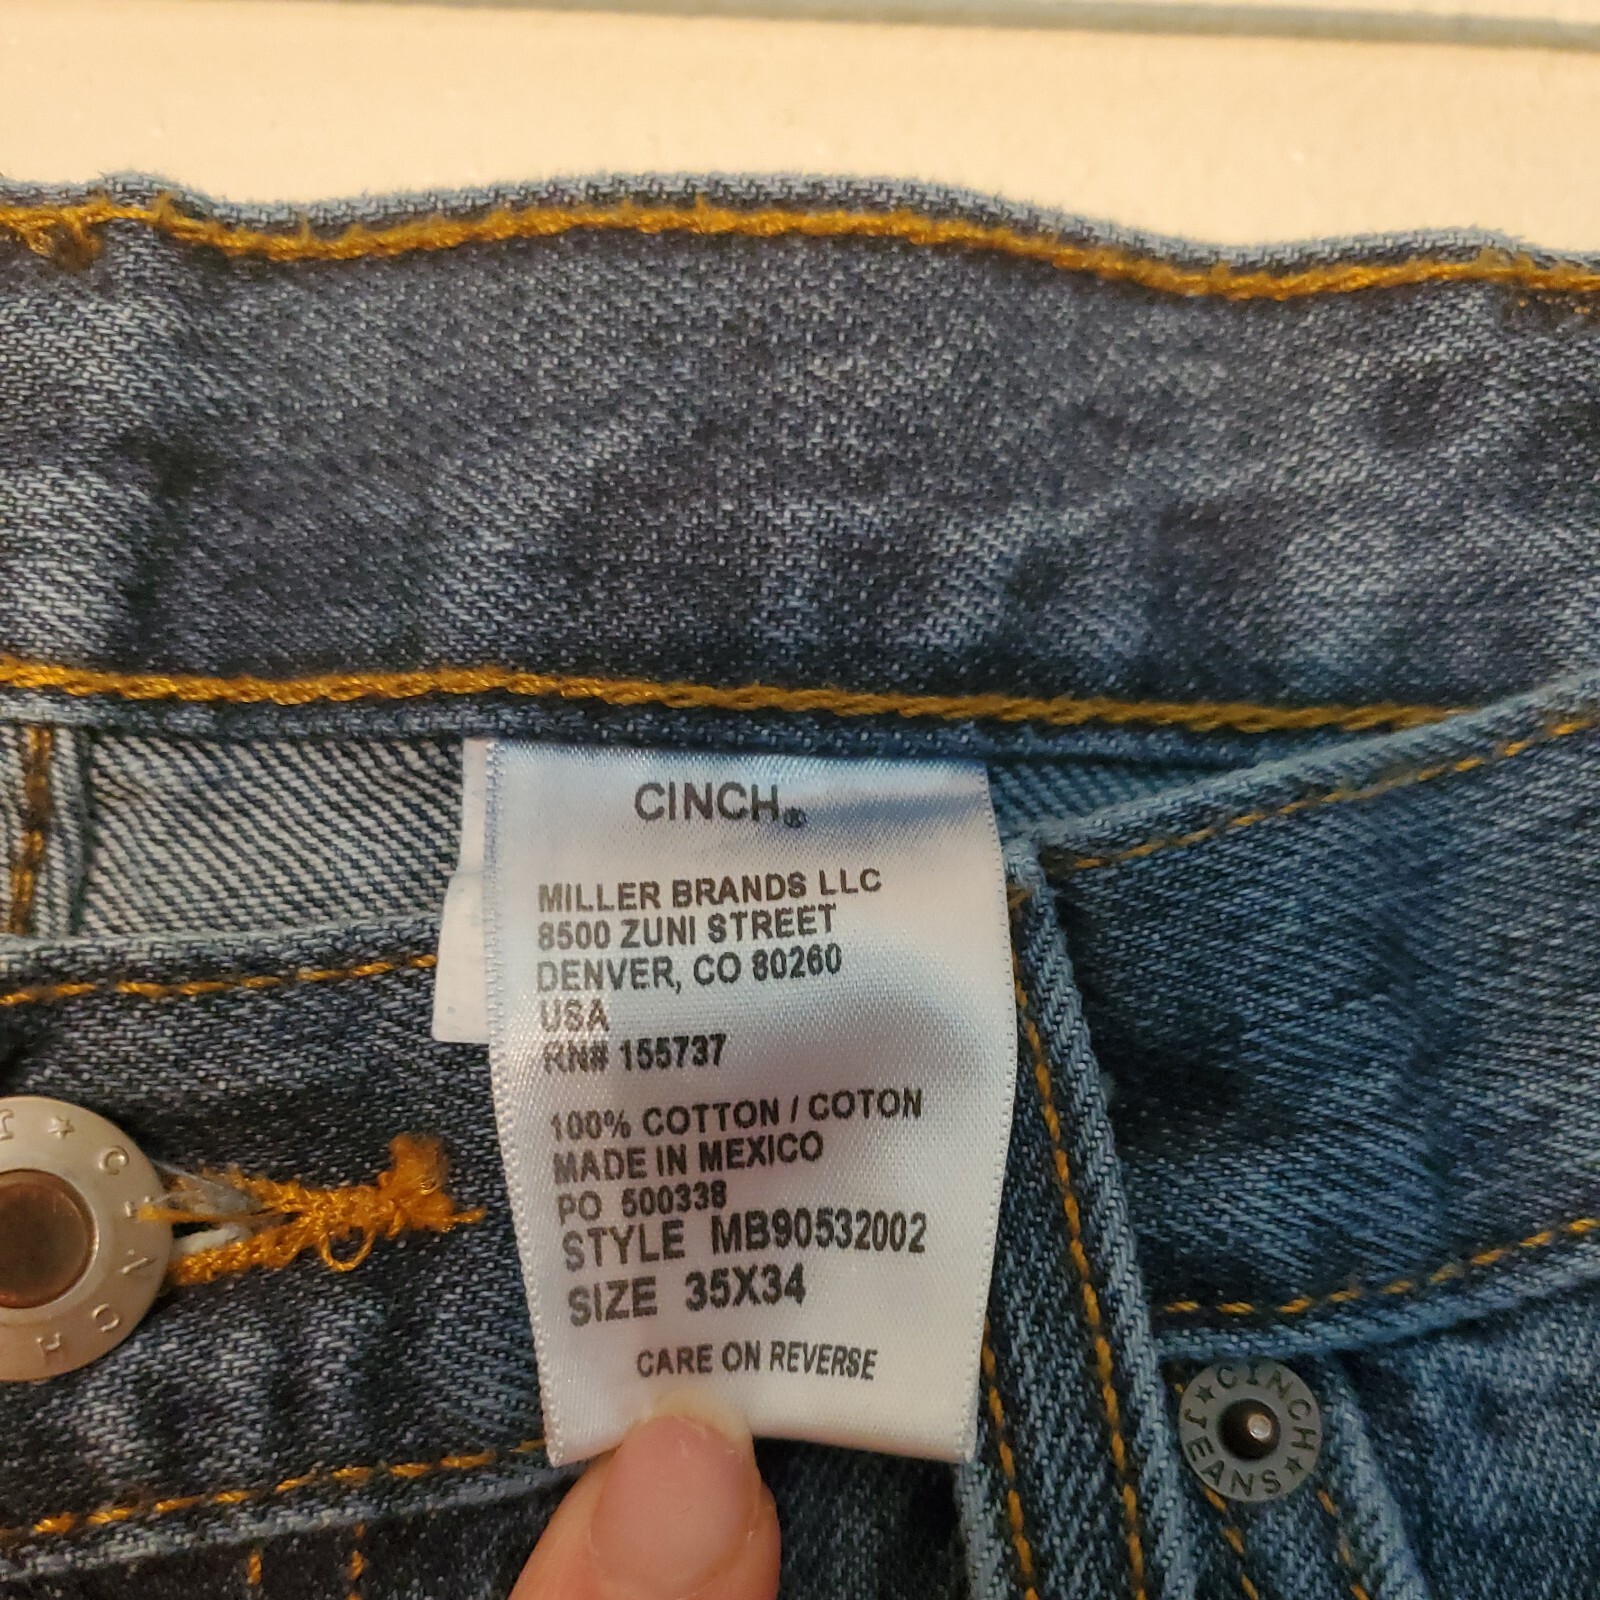 CINCH®
MILLER BRANDS LLC
8500 ZUNI STREET
DENVER, CO 80260
USA
RN# 155737
100% COTTON / COTON
MADE IN MEXICO
PO 500338
STYLE MB90532002
SIZE 35X34
CARE ON REVERSE
CINCH
J
CINCH
JEANS